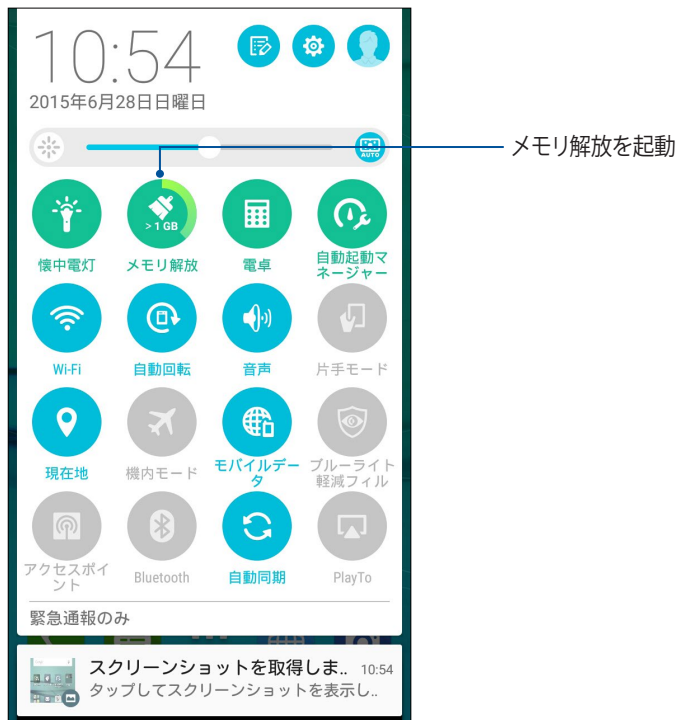 10:54
2015年6月28日日曜日
AUTO
メモリ解放を起動
> 1 GB
懐中電灯
メモリ解放
電卓
自動起動マ
ネージャー
Wi-Fi
自動回転
音声
片手モード
現在地
機内モード
モバイルデー
タ
ブルーライト
軽減フィル
アクセスポイ
ント
Bluetooth
自動同期
PlayTo
緊急通報のみ
スクリーンショットを取得しま.. 10:54
タップしてスクリーンショットを表示し..